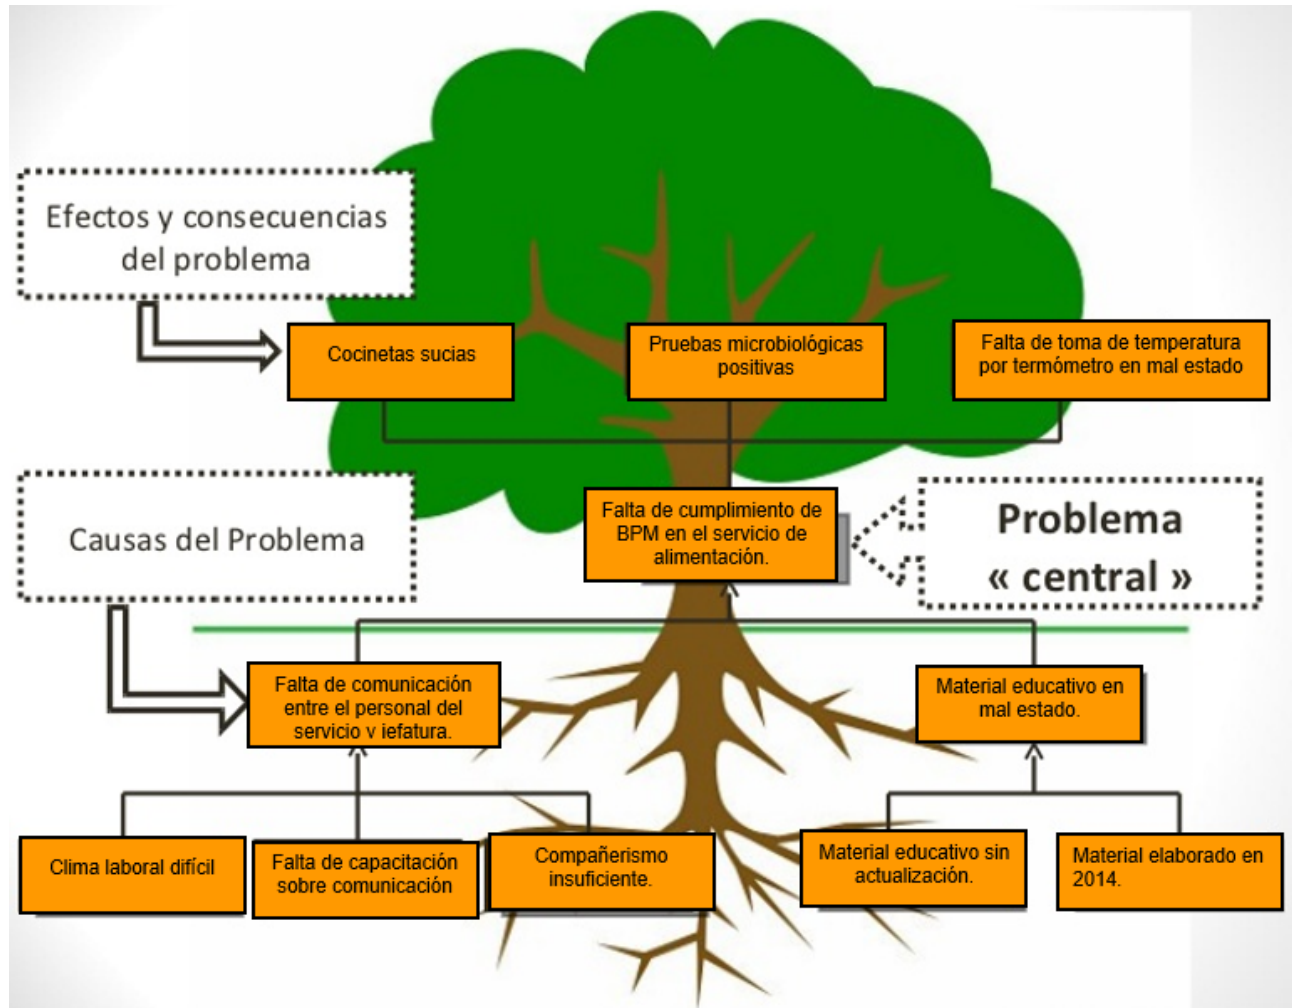 Efectos y consecuencias
del problema
Cocinetas sucias
Pruebas microbiológicas
positivas
Falta de toma de temperatura
por termómetro en mal estado
Falta de cumplimiento de
BPM en el servicio de
alimentación.
Problema
« central »
Causas del Problema
Falta de comunicación
entre el personal del
servicio y jefatura.
Material educativo en
mal estado.
Clima laboral difícil
Falta de capacitación
sobre comunicación
Compañerismo
insuficiente.
Material educativo sin
actualización.
Material elaborado en
2014.